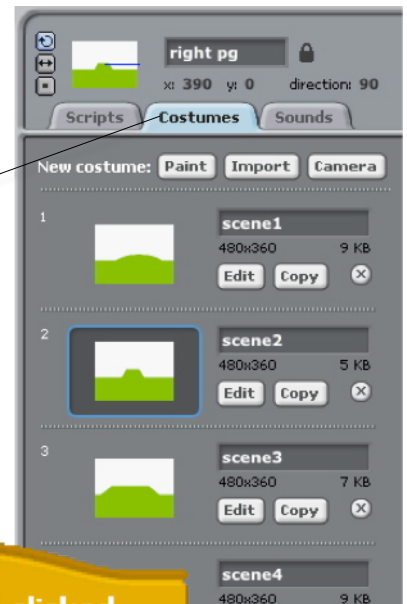 right pg
x: 390 y: 0 direction: 90
Scripts Costumes Sounds
New costume: Paint Import Camera
1
scene1
480x360 9 KB
Edit Copy
2
scene2
480x360 5 KB
Edit Copy
3
scene3
480x360 7 KB
Edit Copy
scene4
480x360 9 KB